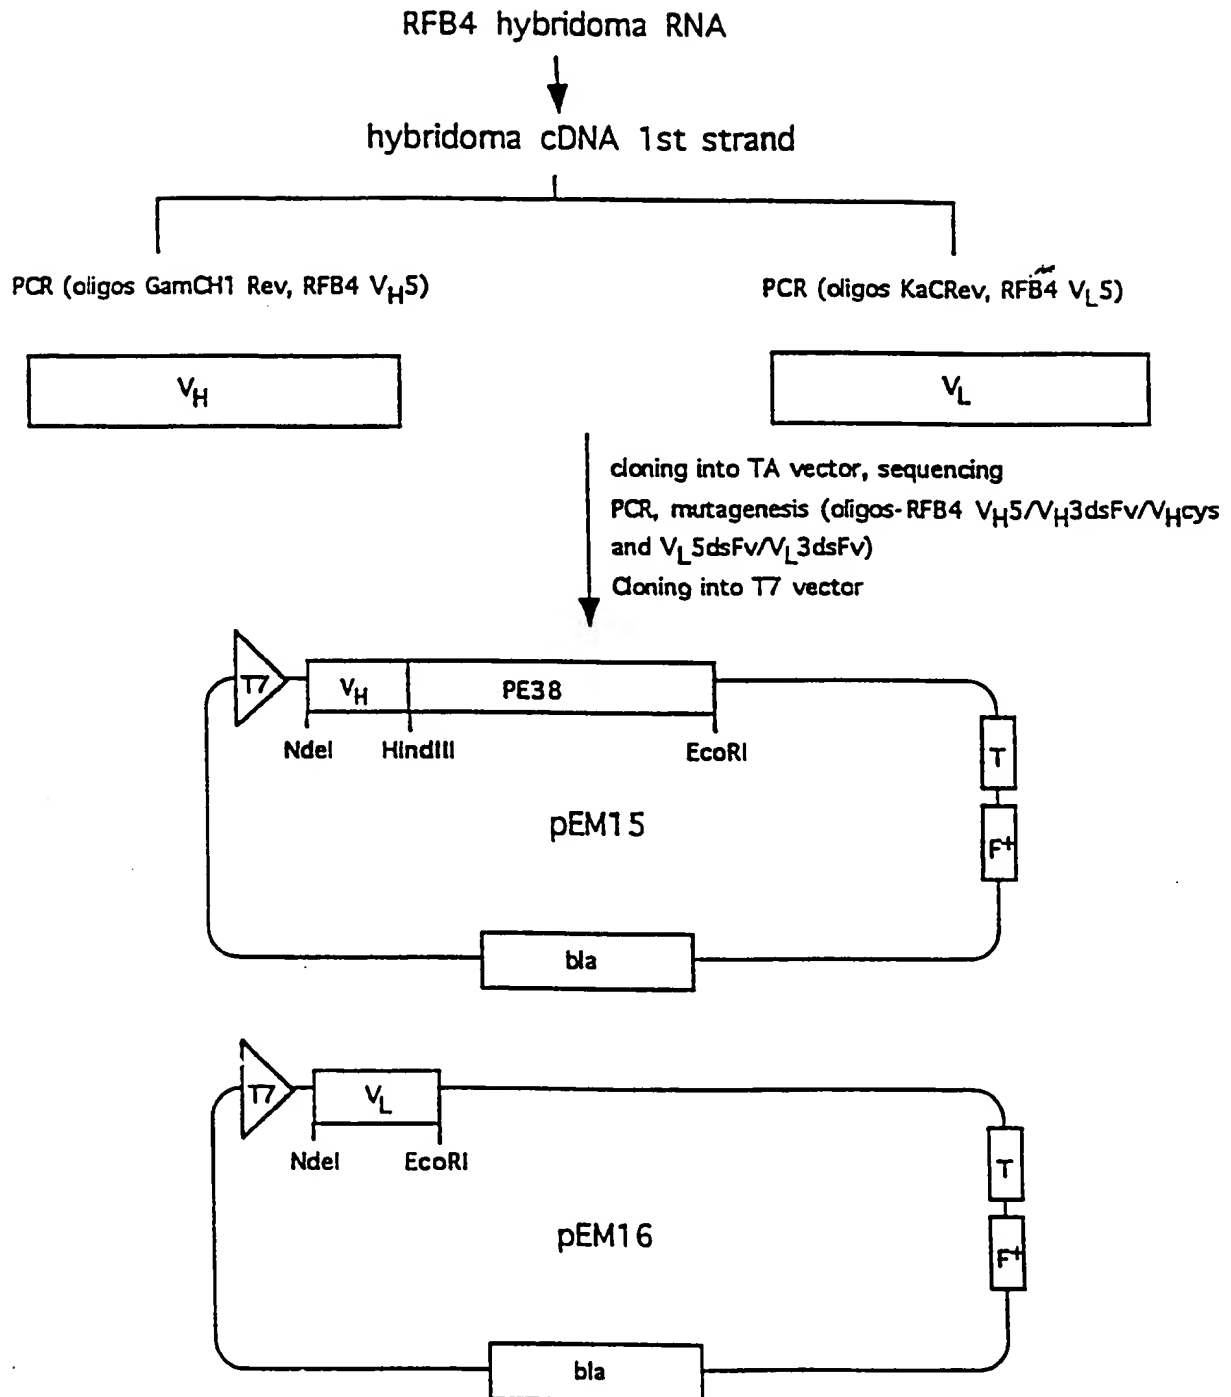 RFB4 hybridoma RNA
hybridoma cDNA 1st strand
PCR (oligos GamCH1 Rev, RFB4 VH5)
PCR (oligos KaCRev, RFB4 VL5)
VH
VL
cloning into TA vector, sequencing
PCR, mutagenesis (oligos-RFB4 VH5/VH3dsFv/VHcys
and VL5dsFv/VL3dsFv)
Cloning into T7 vector
T7
VH
PE38
NdeI
HindIII
EcoRI
T
pEM15
F+
bla
T7
VL
NdeI
EcoRI
T
pEM16
F+
bla